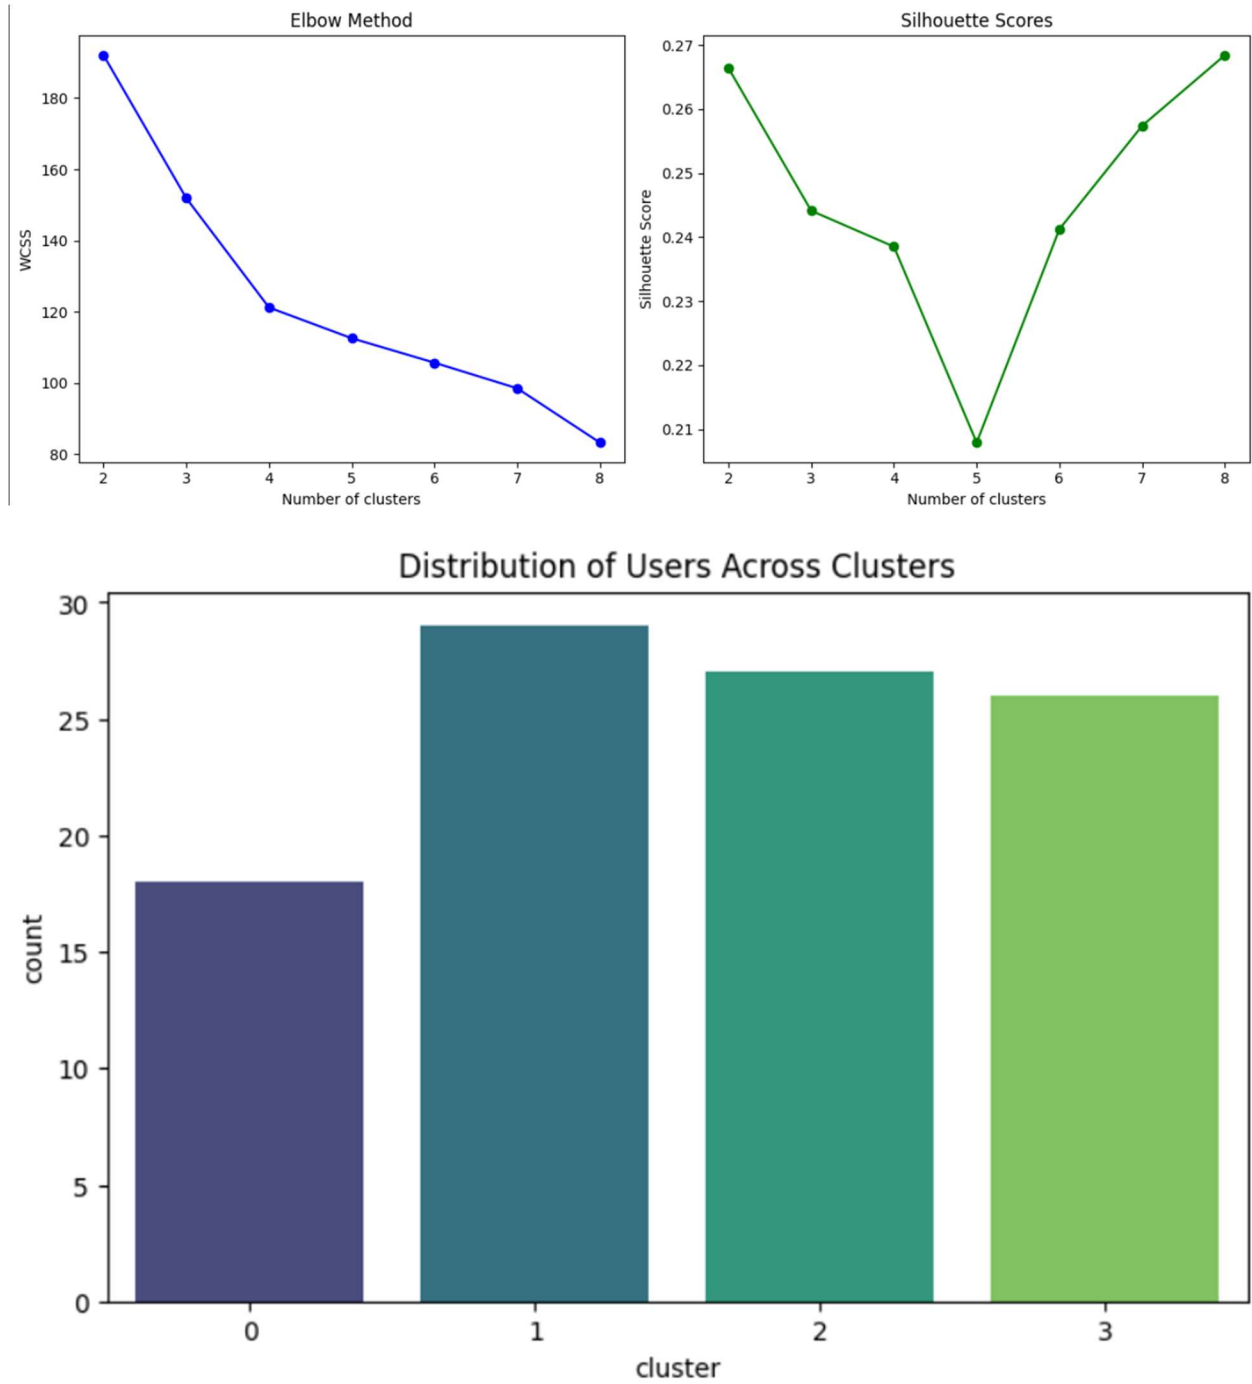 Elbow Method
180
160
140
120
100
80
WCSS
2 3 4 5 6 7 8
Number of clusters
Silhouette Scores
0.27
0.26
0.25
0.24
0.23
0.22
0.21
Silhouette Score
2 3 4 5 6 7 8
Number of clusters
Distribution of Users Across Clusters
30
25
20
15
10
5
0
count
0 1 2 3
cluster